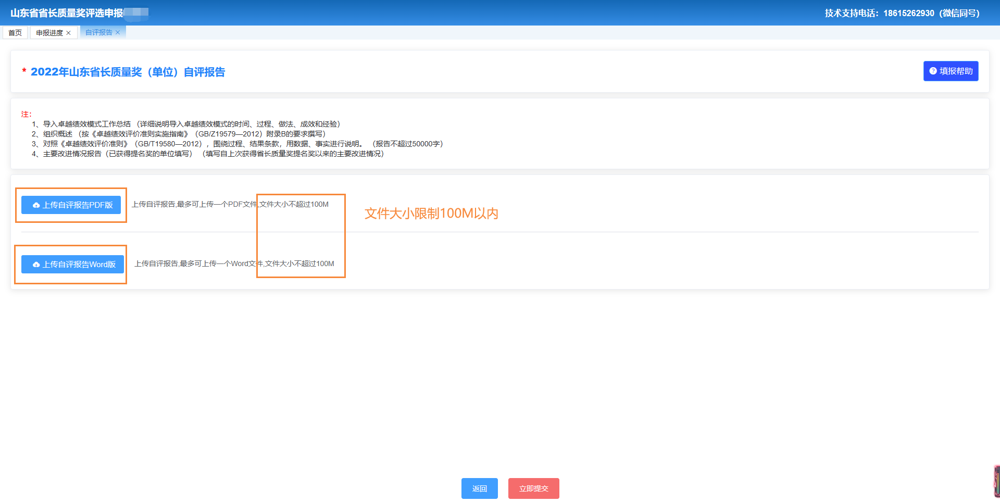 山东省省长质量奖评选申报
技术支持电话：18615262930（微信同号）
首页
申报进度
自评报告
* 2022年山东省长质量奖（单位）自评报告
填报帮助
注：
1、导入卓越绩效模式工作总结 （详细说明导入卓越绩效模式的时间、过程、做法、成效和经验）
2、组织概述 （按《卓越绩效评价准则实施指南》（GB/Z19579—2012）附录B的要求撰写）
3、对照《卓越绩效评价准则》（GB/T19580—2012），围绕过程、结果条款，用数据、事实进行说明。 （报告不超过50000字）
4、主要改进情况报告（已获得提名奖的单位填写） （填写自上次获得省长质量奖提名奖以来的主要改进情况）
上传自评报告PDF版
上传自评报告,最多可上传一个PDF文件,文件大小不超过100M
文件大小限制100M以内
上传自评报告Word版
上传自评报告,最多可上传一个Word文件,文件大小不超过100M
返回
立即提交